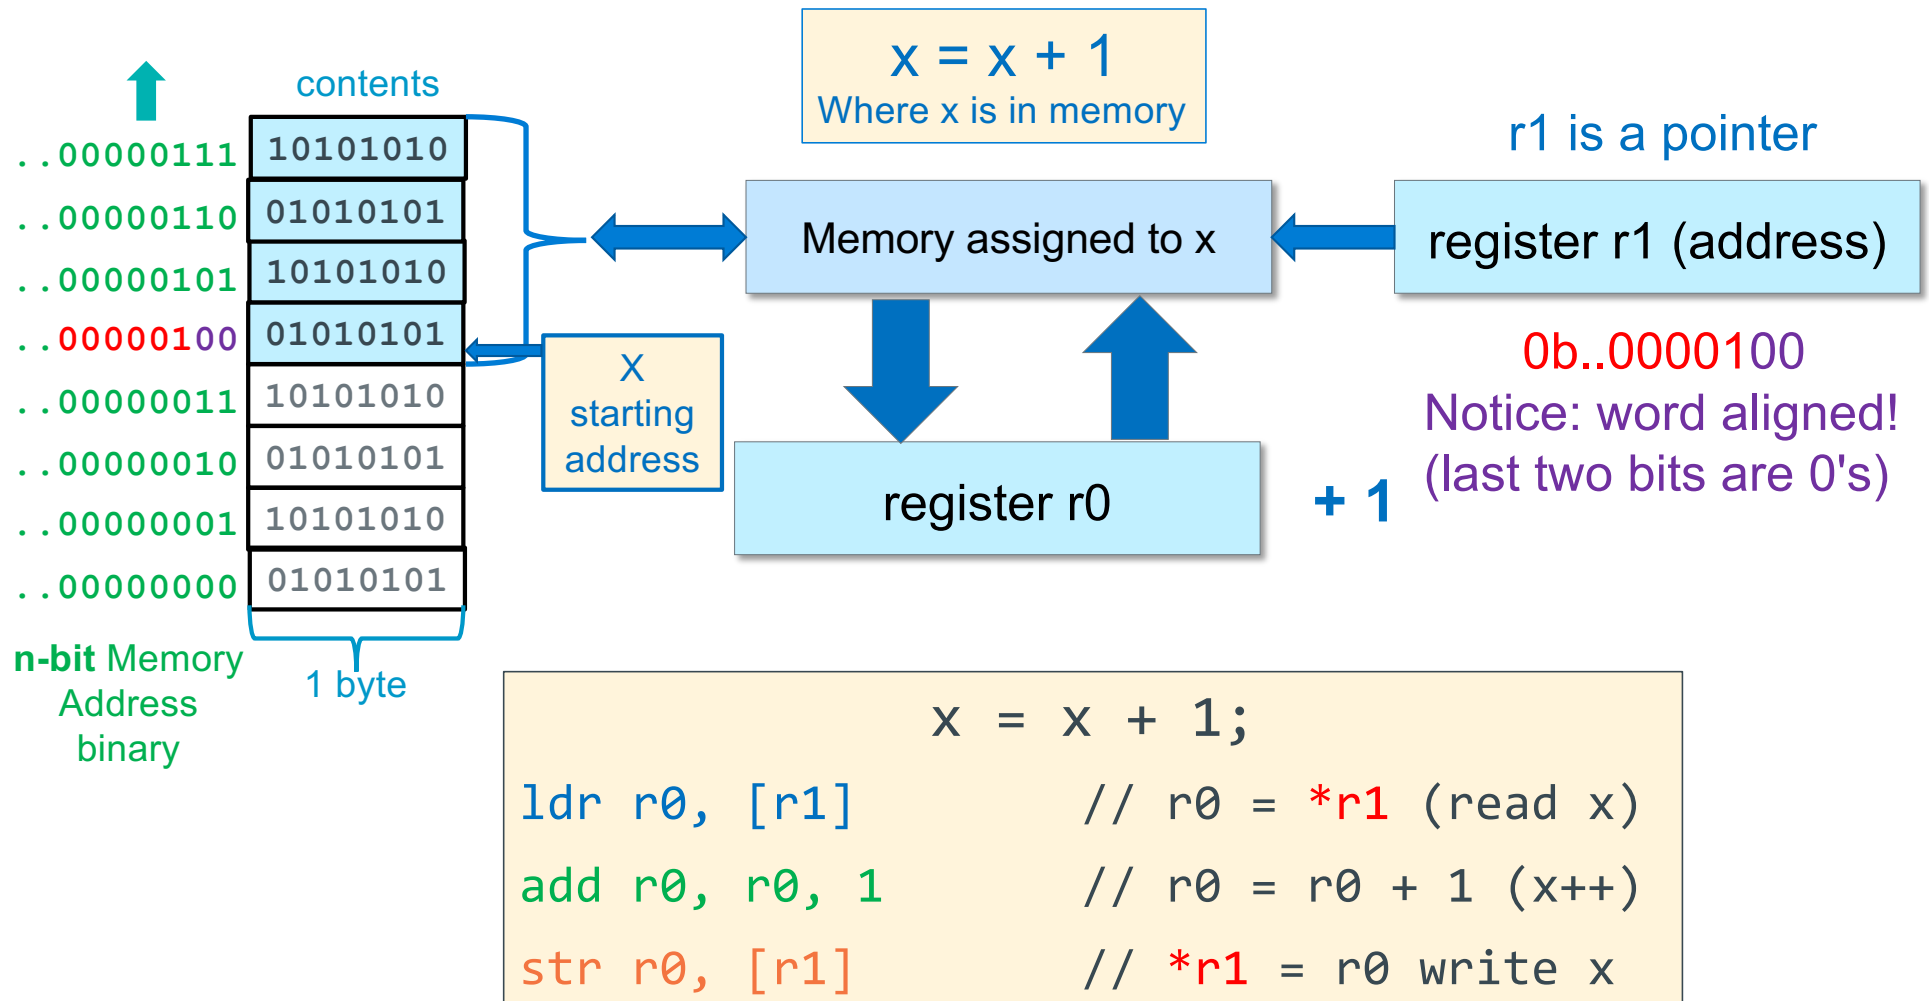 x = x + 1
Where x is in memory
contents
..00000111 10101010
..00000110 01010101
..00000101 10101010
..00000100 01010101
..00000011 10101010
..00000010 01010101
..00000001 10101010
..00000000 01010101
n-bit Memory
Address
binary
1 byte
X
starting
address
Memory assigned to x
r1 is a pointer
register r1 (address)
0b..0000100
Notice: word aligned!
(last two bits are 0's)
register r0
+ 1
x = x + 1;
ldr r0, [r1] // r0 = *r1 (read x)
add r0, r0, 1 // r0 = r0 + 1 (x++)
str r0, [r1] // *r1 = r0 write x